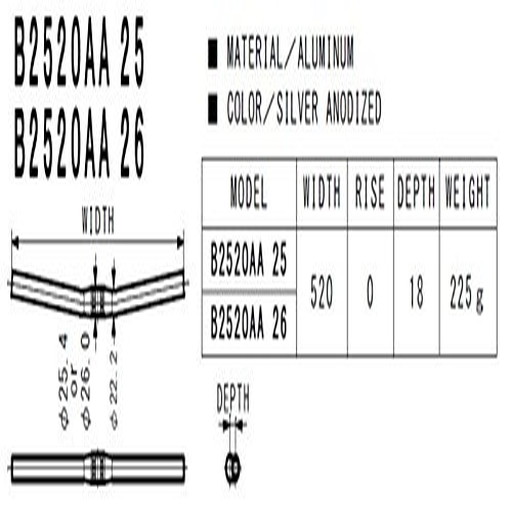 B2520AA 25
B2520AA 26
■ MATERIAL/ALUMINUM
■ COLOR/SILVER ANODIZED
MODEL WIDTH RISE DEPTH WEIGHT
B2520AA 25
B2520AA 26
520 0 18 225g
WIDTH
φ25.4
or
φ26.0
φ22.2
DEPTH